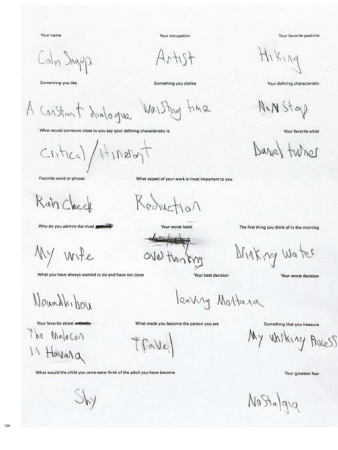 Your name Your occupation Your favorite pastime
Colin Artist Hiking
Something you like Something you dislike Your defining characteristic
A constant dialogue Wasting time Non Stop
What would someone close to you say your defining characteristic is Your favorite artist
Critical / Itinerant
Favorite word or phrase What aspect of your work is most important to you
Rain Check Reduction
Who do you admire the most Your worst habit The first thing you think of in the morning
My wife overthinking Drinking Water
What you have always wanted to do and have not done Your best decision Your worst decision
Nouadhibou leaving Montana
Your favorite street What made you become the person you are Something that you treasure
The Malecon Travel My Walking Process
in Havana
What would the child you once were think of the adult you have become Your greatest fear
Shy Nostalgia